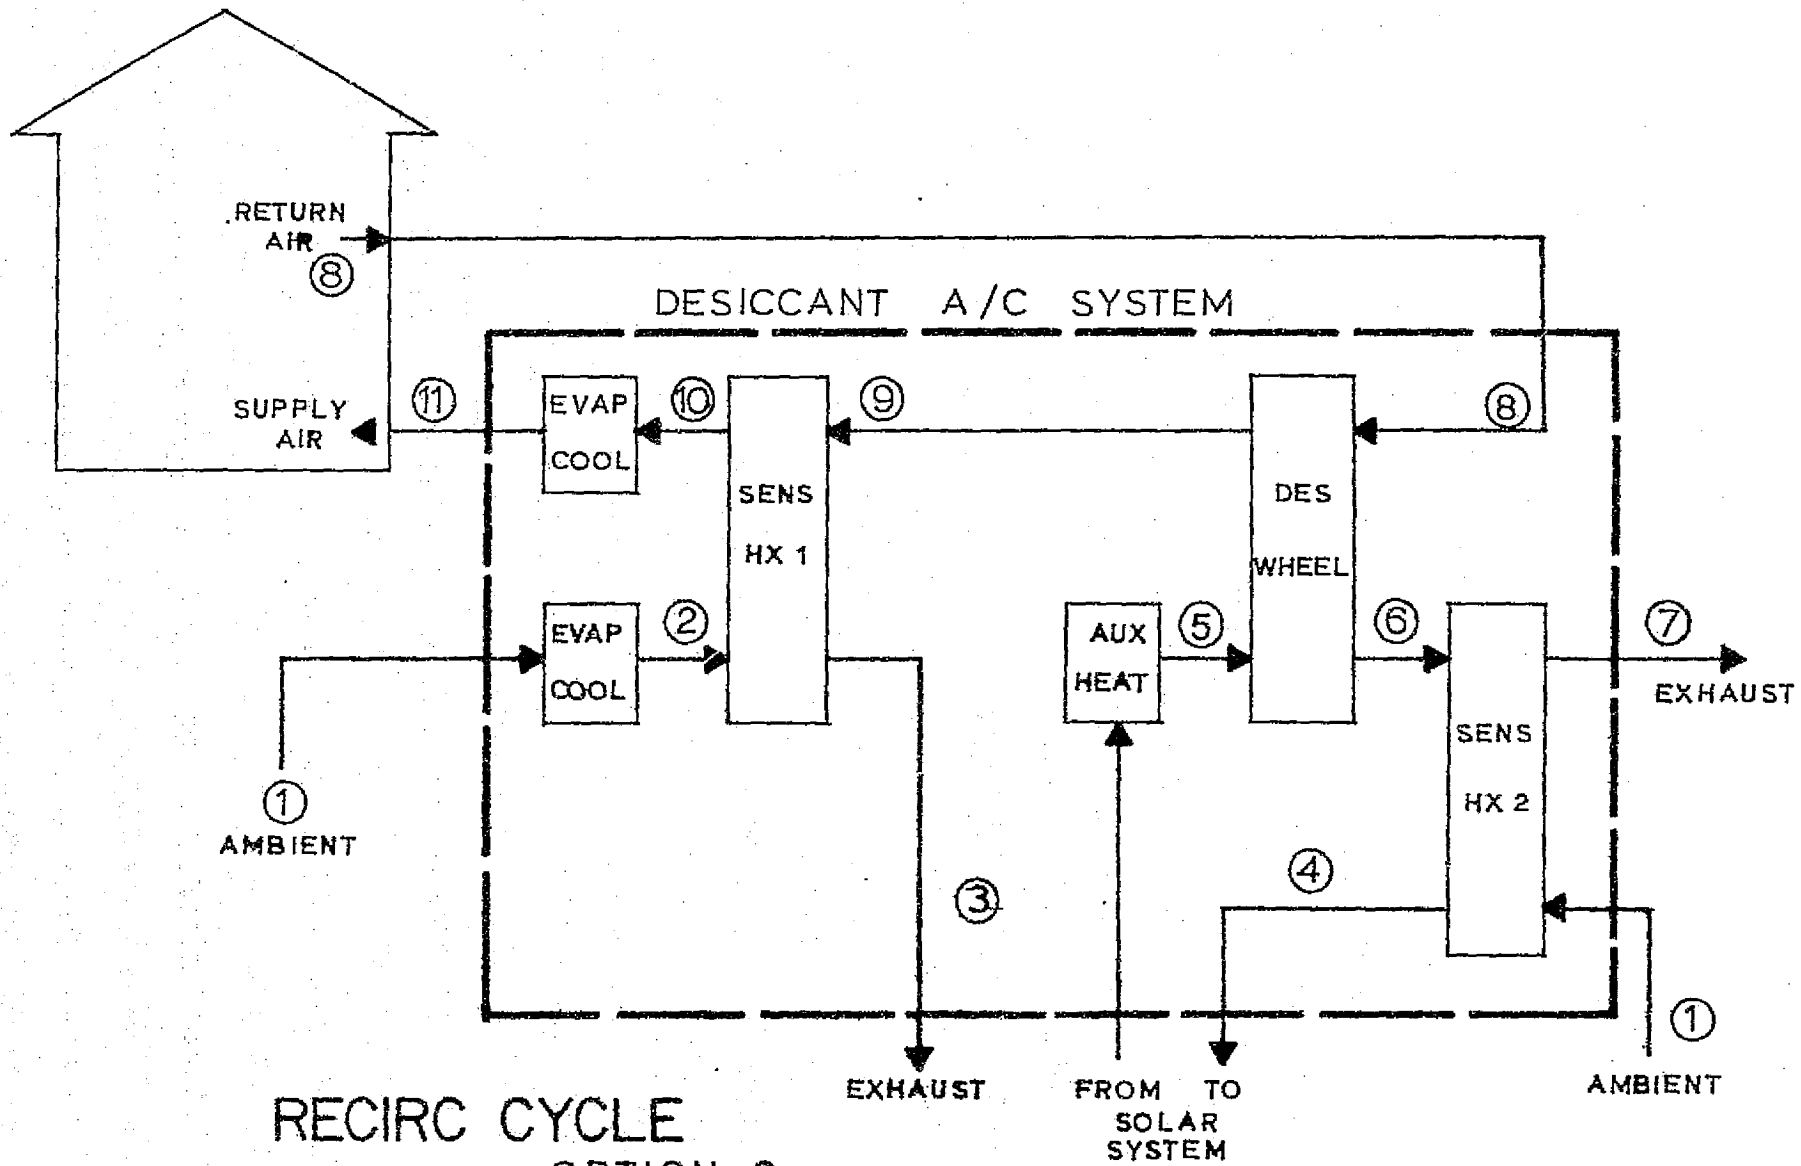 RETURN
AIR
⑧
DESICCANT A/C SYSTEM
SUPPLY
AIR
⑪
EVAP
COOL
⑩
SENS
HX 1
⑨
DES
WHEEL
⑧
EVAP
COOL
②
AUX
HEAT
⑤
⑥
⑦
EXHAUST
SENS
HX 2
①
AMBIENT
③
④
①
AMBIENT
EXHAUST
FROM TO
SOLAR
SYSTEM
RECIRC CYCLE